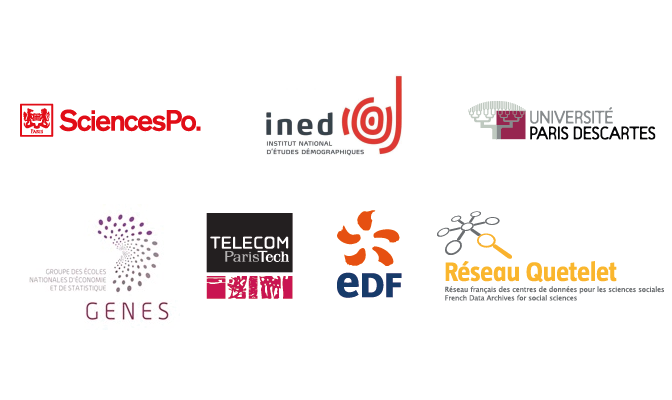 PARIS
SciencesPo.
ined
INSTITUT NATIONAL
D'ÉTUDES DÉMOGRAPHIQUES
UNIVERSITÉ
PARIS DESCARTES
GROUPE DES ÉCOLES
NATIONALES D'ÉCONOMIE
ET DE STATISTIQUE
GENES
TELECOM
ParisTech
eDF
Réseau Quetelet
Réseau français des centres de données pour les sciences sociales
French Data Archives for social sciences